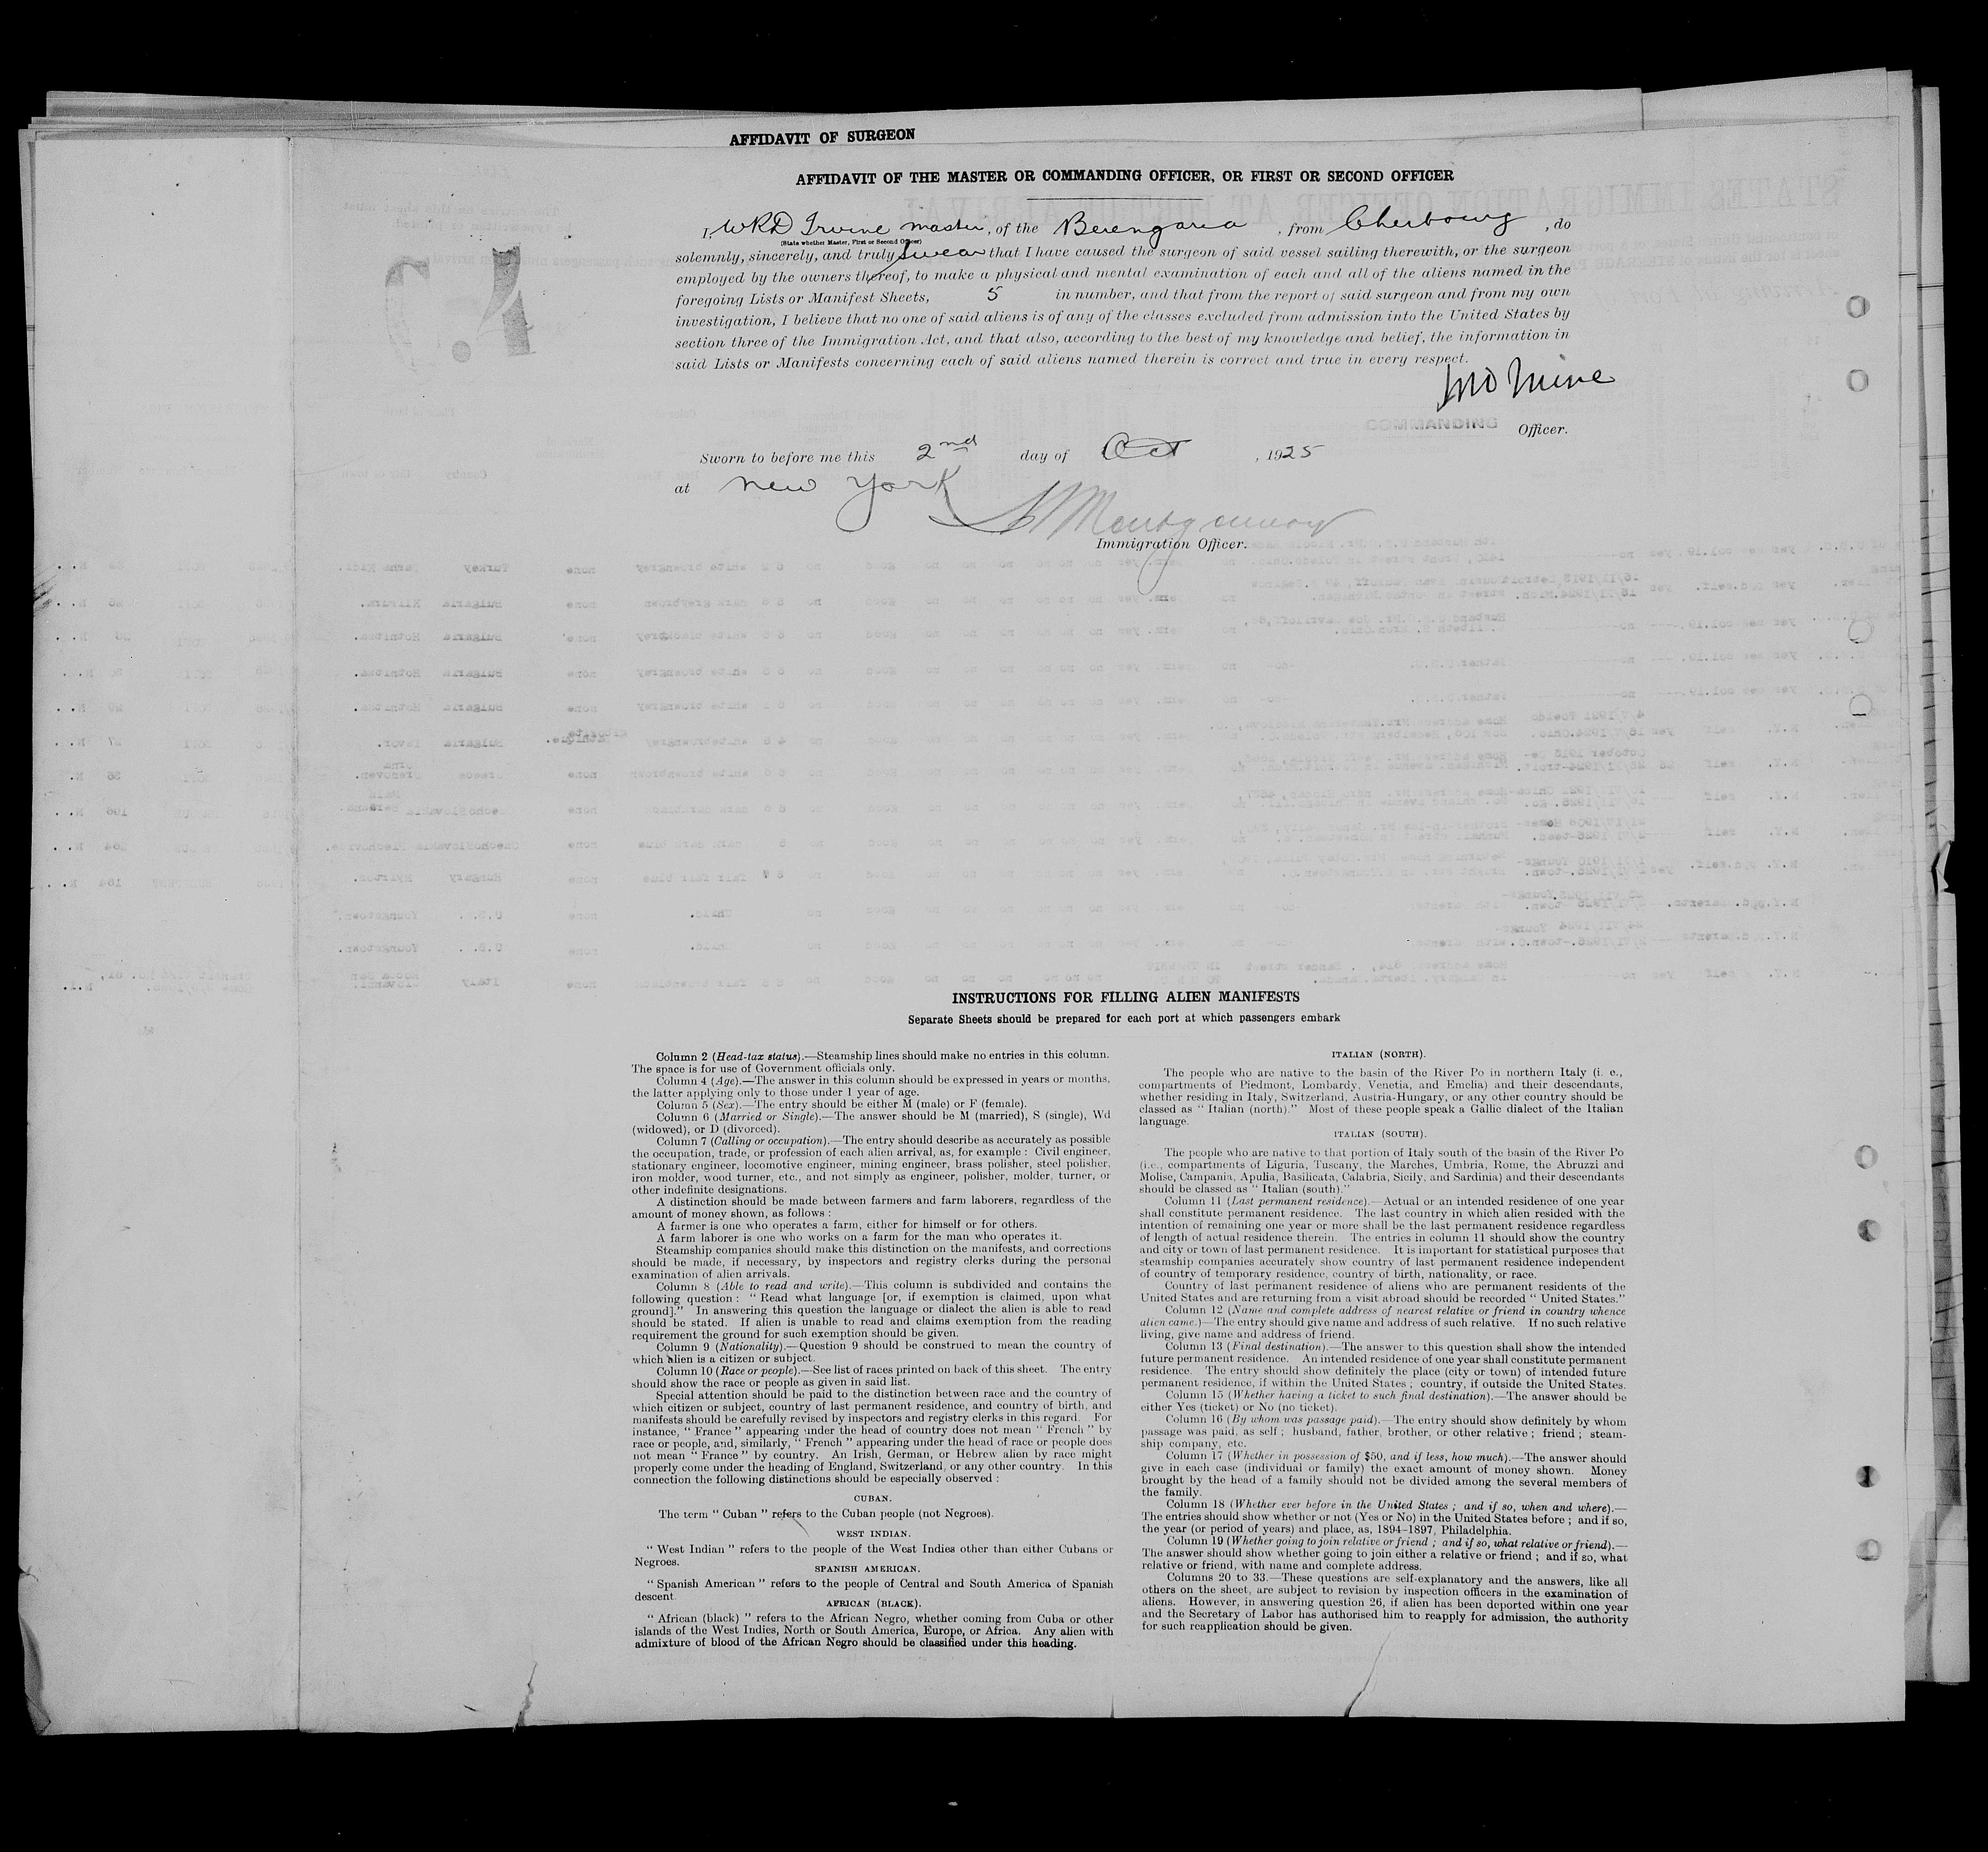 AFFIDAVIT OF SURGEON
AFFIDAVIT OF THE MASTER OR COMMANDING OFFICER, OR FIRST OR SECOND OFFICER
I, WRD Irvine master, of the Berengaria, from Cherbourg, do
(State whether Master, First or Second Officer)
solemnly, sincerely, and truly swear that I have caused the surgeon of said vessel sailing therewith, or the surgeon
employed by the owners thereof, to make a physical and mental examination of each and all of the aliens named in the
foregoing Lists or Manifest Sheets, 5 in number, and that from the report of said surgeon and from my own
investigation, I believe that no one of said aliens is of any of the classes excluded from admission into the United States by
section three of the Immigration Act, and that also, according to the best of my knowledge and belief, the information in
said Lists or Manifests concerning each of said aliens named therein is correct and true in every respect.
COMMANDING Officer.
Sworn to before me this 2nd day of Oct, 1925
at New York
Montgomery
Immigration Officer.
INSTRUCTIONS FOR FILLING ALIEN MANIFESTS
Separate Sheets should be prepared for each port at which passengers embark
Column 2 (Head-tax status).—Steamship lines should make no entries in this column.
The space is for use of Government officials only.
Column 4 (Age).—The answer in this column should be expressed in years or months,
the latter applying only to those under 1 year of age.
Column 5 (Sex).—The entry should be either M (male) or F (female).
Column 6 (Married or Single).—The answer should be M (married), S (single), Wd
(widowed), or D (divorced).
Column 7 (Calling or occupation).—The entry should describe as accurately as possible
the occupation, trade, or profession of each alien arrival, as, for example : Civil engineer,
stationary engineer, locomotive engineer, mining engineer, brass polisher, steel polisher,
iron molder, wood turner, etc., and not simply as engineer, polisher, molder, turner, or
other indefinite designations.
A distinction should be made between farmers and farm laborers, regardless of the
amount of money shown, as follows :
A farmer is one who operates a farm, either for himself or for others.
A farm laborer is one who works on a farm for the man who operates it.
Steamship companies should make this distinction on the manifests, and corrections
should be made, if necessary, by inspectors and registry clerks during the personal
examination of alien arrivals.
Column 8 (Able to read and write).—This column is subdivided and contains the
following question : " Read what language [or, if exemption is claimed, upon what
ground]." In answering this question the language or dialect the alien is able to read
should be stated. If alien is unable to read and claims exemption from the reading
requirement the ground for such exemption should be given.
Column 9 (Nationality).—Question 9 should be construed to mean the country of
which alien is a citizen or subject.
Column 10 (Race or people).—See list of races printed on back of this sheet. The entry
should show the race or people as given in said list.
Special attention should be paid to the distinction between race and the country of
which citizen or subject, country of last permanent residence, and country of birth, and
manifests should be carefully revised by inspectors and registry clerks in this regard. For
instance, " France " appearing under the head of country does not mean " French " by
race or people, and, similarly, " French " appearing under the head of race or people does
not mean " France " by country. An Irish, German, or Hebrew alien by race might
properly come under the heading of England, Switzerland, or any other country. In this
connection the following distinctions should be especially observed :
CUBAN.
The term " Cuban " refers to the Cuban people (not Negroes).
WEST INDIAN.
" West Indian " refers to the people of the West Indies other than either Cubans or
Negroes.
SPANISH AMERICAN.
" Spanish American " refers to the people of Central and South America of Spanish
descent.
AFRICAN (BLACK).
" African (black) " refers to the African Negro, whether coming from Cuba or other
islands of the West Indies, North or South America, Europe, or Africa. Any alien with
admixture of blood of the African Negro should be classified under this heading.
ITALIAN (NORTH).
The people who are native to the basin of the River Po in northern Italy (i. e.,
compartments of Piedmont, Lombardy, Venetia, and Emelia) and their descendants,
whether residing in Italy, Switzerland, Austria-Hungary, or any other country should be
classed as " Italian (north)." Most of these people speak a Gallic dialect of the Italian
language.
ITALIAN (SOUTH).
The people who are native to that portion of Italy south of the basin of the River Po
(i.e., compartments of Liguria, Tuscany, the Marches, Umbria, Rome, the Abruzzi and
Molise, Campania, Apulia, Basilicata, Calabria, Sicily, and Sardinia) and their descendants
should be classed as " Italian (south)."
Column 11 (Last permanent residence).—Actual or an intended residence of one year
shall constitute permanent residence. The last country in which alien resided with the
intention of remaining one year or more shall be the last permanent residence regardless
of length of actual residence therein. The entries in column 11 should show the country
and city or town of last permanent residence. It is important for statistical purposes that
steamship companies accurately show country of last permanent residence independent
of country of temporary residence, country of birth, nationality, or race.
Country of last permanent residence of aliens who are permanent residents of the
United States and are returning from a visit abroad should be recorded " United States."
Column 12 (Name and complete address of nearest relative or friend in country whence
alien came.)—The entry should give name and address of such relative. If no such relative
living, give name and address of friend.
Column 13 (Final destination).—The answer to this question shall show the intended
future permanent residence. An intended residence of one year shall constitute permanent
residence. The entry should show definitely the place (city or town) of intended future
permanent residence, if within the United States ; country, if outside the United States.
Column 15 (Whether having a ticket to such final destination).—The answer should be
either Yes (ticket) or No (no ticket).
Column 16 (By whom was passage paid).—The entry should show definitely by whom
passage was paid, as self ; husband, father, brother, or other relative ; friend ; steam-
ship company, etc.
Column 17 (Whether in possession of $50, and if less, how much).—The answer should
give in each case (individual or family) the exact amount of money shown. Money
brought by the head of a family should not be divided among the several members of
the family.
Column 18 (Whether ever before in the United States ; and if so, when and where).—
The entries should show whether or not (Yes or No) in the United States before ; and if so,
the year (or period of years) and place, as, 1894–1897, Philadelphia.
Column 19 (Whether going to join relative or friend ; and if so, what relative or friend).—
The answer should show whether going to join either a relative or friend ; and if so, what
relative or friend, with name and complete address.
Columns 20 to 33.—These questions are self-explanatory and the answers, like all
others on the sheet, are subject to revision by inspection officers in the examination of
aliens. However, in answering question 26, if alien has been deported within one year
and the Secretary of Labor has authorised him to reapply for admission, the authority
for such reapplication should be given.